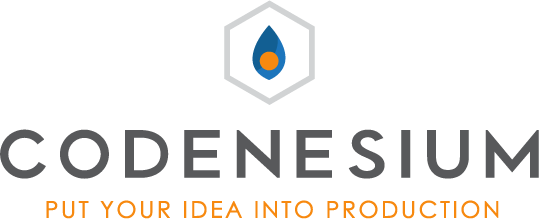 CODENESIUM
PUT YOUR IDEA INTO PRODUCTION